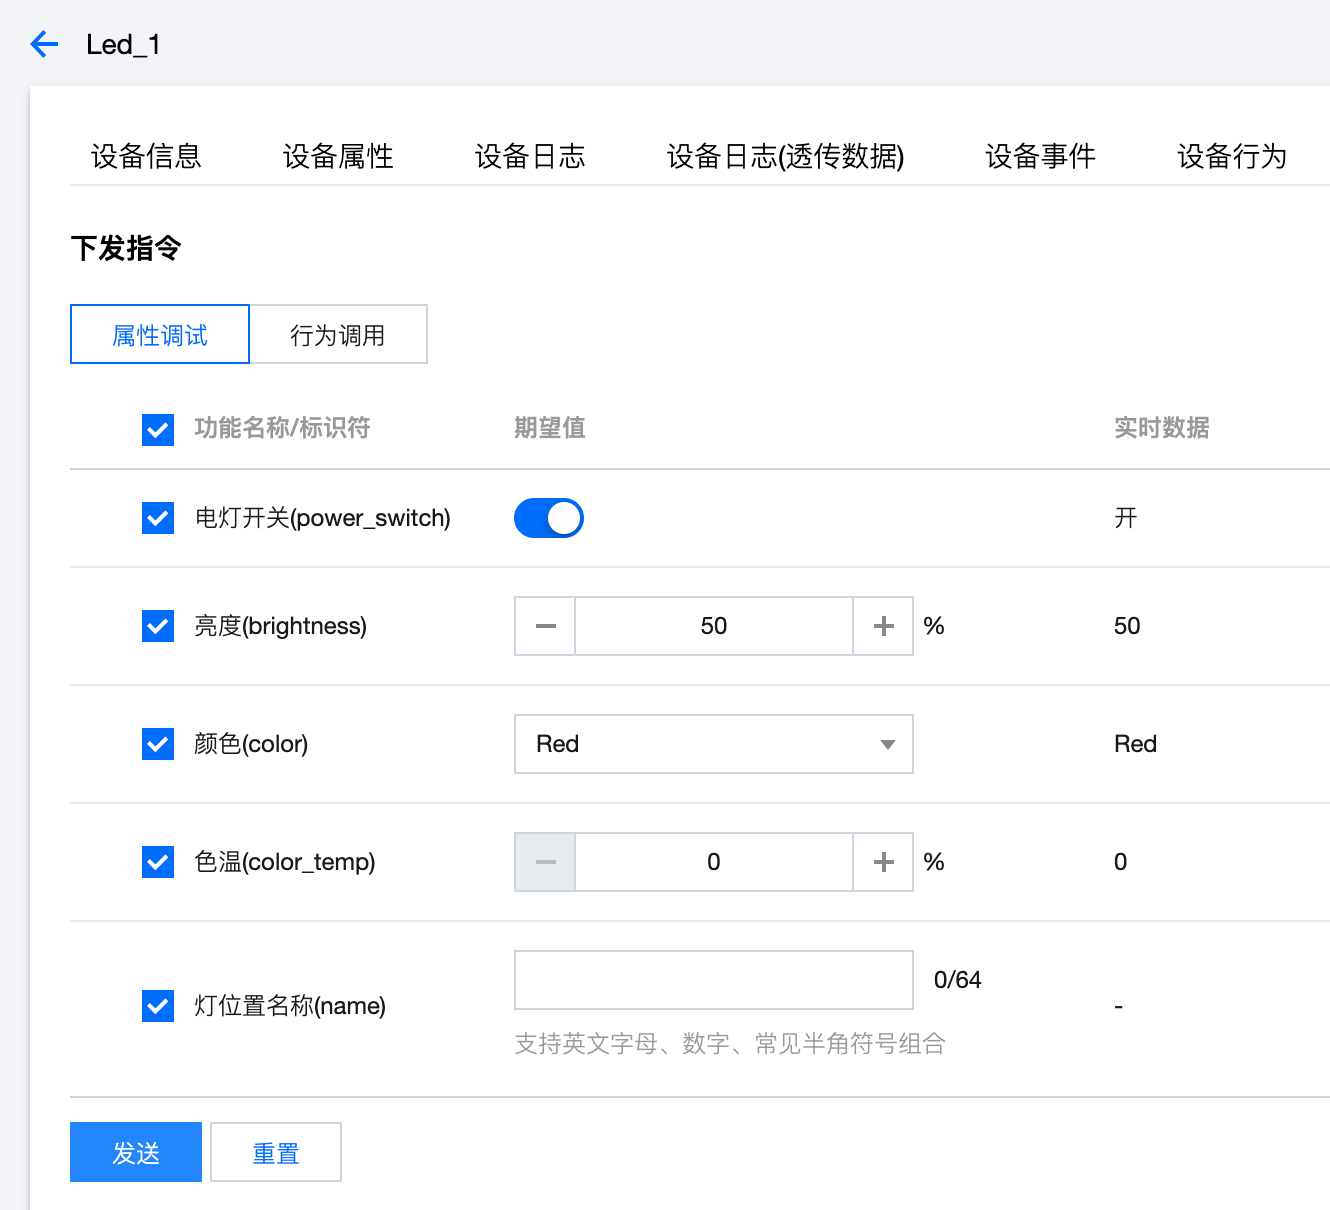 Led_1
设备信息 设备属性 设备日志 设备日志(透传数据) 设备事件 设备行为
下发指令
属性调试 行为调用
功能名称/标识符 期望值 实时数据
电灯开关(power_switch) 开
亮度(brightness) 50 % 50
颜色(color) Red Red
色温(color_temp) 0 % 0
灯位置名称(name) 0/64 -
支持英文字母、数字、常见半角符号组合
发送 重置